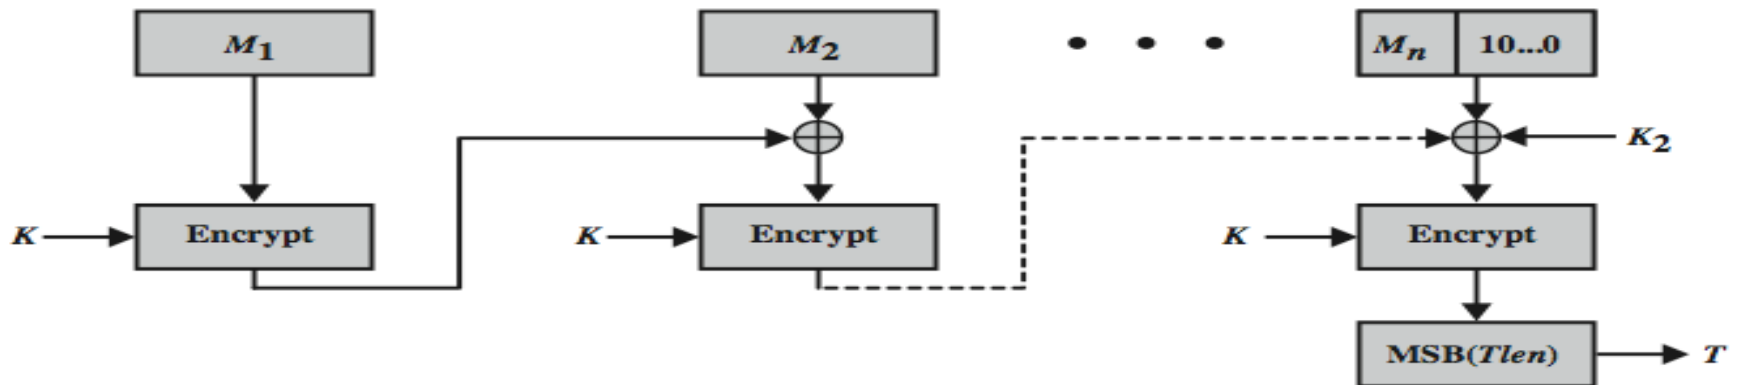 M1 M2 • • • Mn 10...0
K2
K Encrypt K Encrypt K Encrypt
MSB(Tlen) T